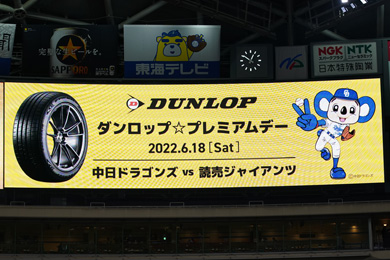 SAPPORO
東海テレビ
NGK NTK
日本特殊陶業
DUNLOP
ダンロップ☆プレミアムデー
2022.6.18[Sat]
中日ドラゴンズ vs 読売ジャイアンツ